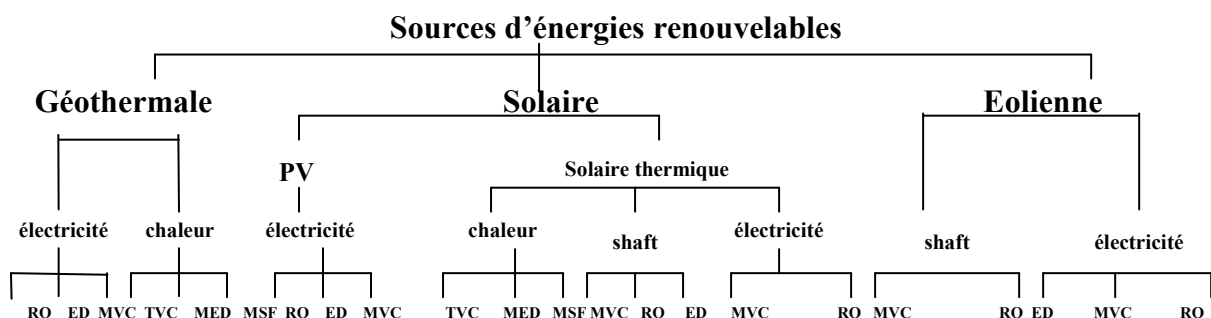 Sources d’énergies renouvelables
Géothermale Solaire Eolienne
PV Solaire thermique
électricité chaleur électricité chaleur shaft électricité shaft électricité
RO ED MVC TVC MED MSF RO ED MVC TVC MED MSF MVC RO ED MVC RO MVC RO ED MVC RO